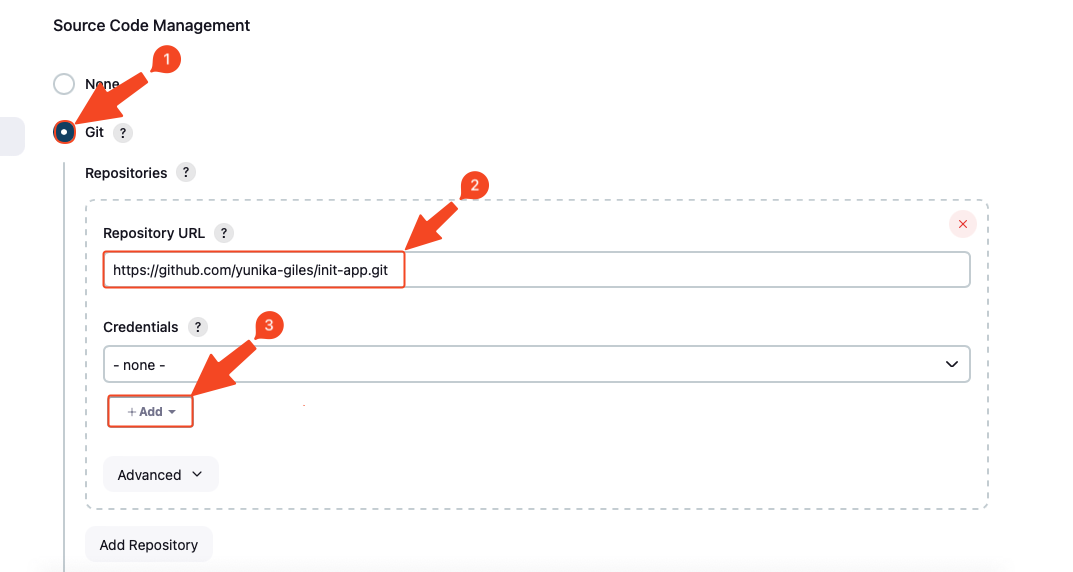 Source Code Management
1
None
Git ?
Repositories ?
2
Repository URL ?
https://github.com/yunika-giles/init-app.git
3
Credentials ?
- none -
+ Add
Advanced
Add Repository